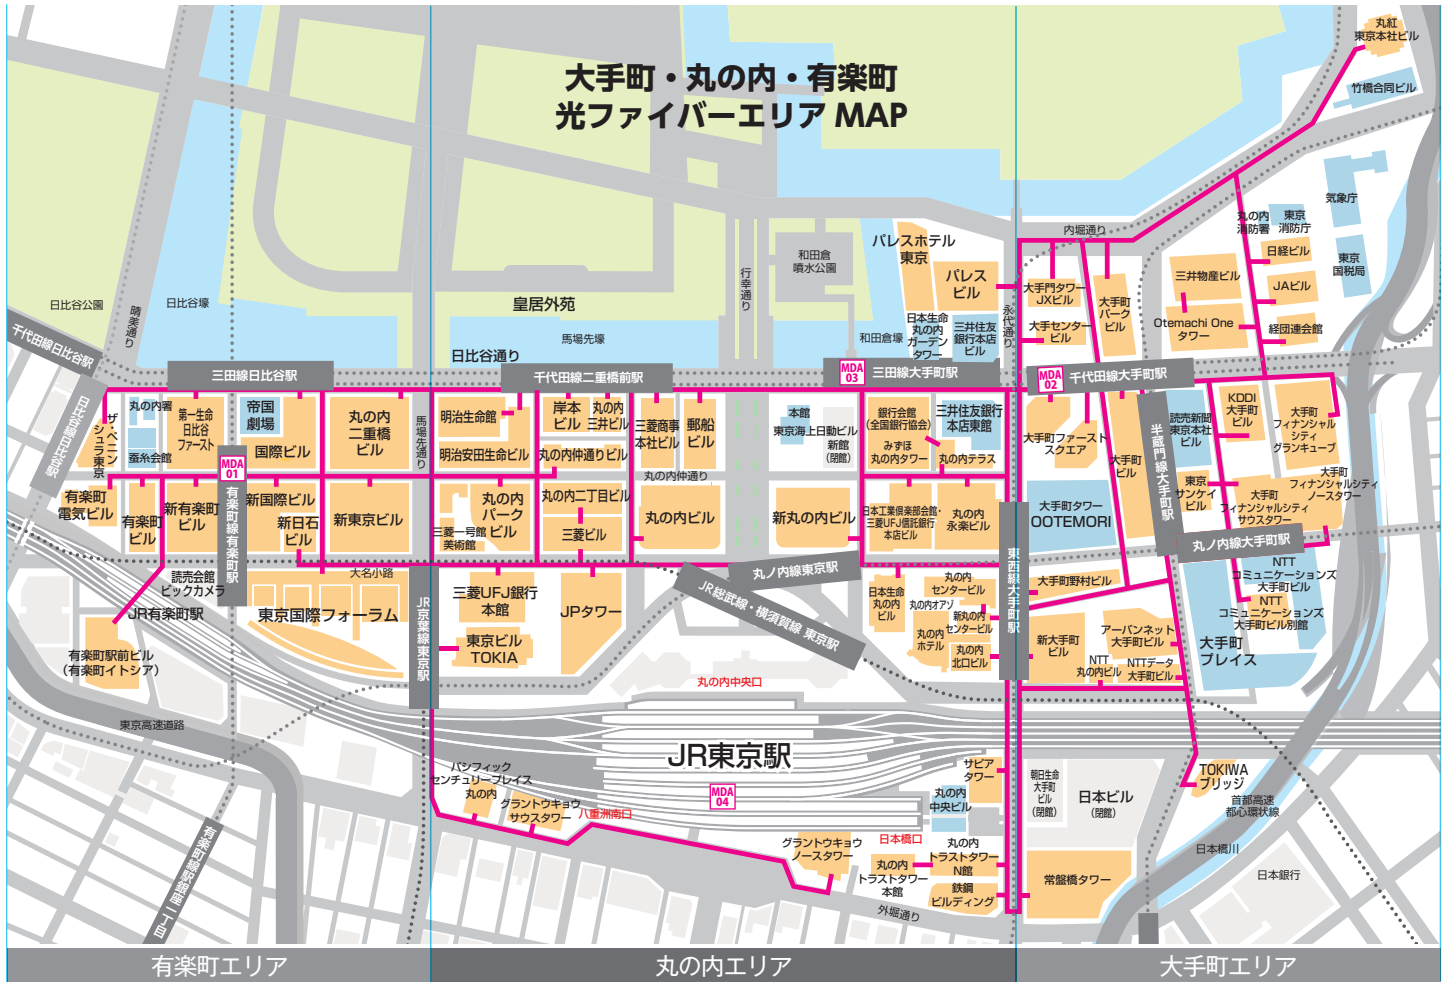 大手町・丸の内・有楽町
光ファイバーエリア MAP
丸紅
東京本社ビル
竹橋合同ビル
気象庁
丸の内
消防署
東京
消防庁
日経ビル
東京
国税局
三井物産ビル
JAビル
Otemachi One
タワー
経団連会館
内堀通り
大手門タワー
JXビル
大手町
パーク
ビル
大手センター
ビル
永代通り
パレスホテル
東京
パレス
ビル
日本生命
丸の内
ガーデン
タワー
三井住友
銀行本店
ビル
和田倉
噴水公園
和田倉濠
行幸通り
皇居外苑
馬場先濠
日比谷通り
日比谷公園
日比谷濠
晴美通り
千代田線日比谷駅
日比谷線日比谷駅
三田線日比谷駅
千代田線二重橋前駅
MDA
03
三田線大手町駅
MDA
02
千代田線大手町駅
ザ・ペニン
シュラ東京
丸の内署
第一生命
日比谷
ファースト
蚕糸会館
帝国
劇場
国際ビル
丸の内
二重橋
ビル
馬場先通り
明治生命館
明治安田生命ビル
岸本
ビル
丸の内
三井ビル
丸の内仲通りビル
三菱商事
本社ビル
郵船
ビル
丸の内仲通り
本館
東京海上日動ビル
新館
(閉館)
銀行会館
(全国銀行協会)
みずほ
丸の内タワー
三井住友銀行
本店東館
丸の内テラス
大手町ファースト
スクエア
大手町
ビル
半蔵門線大手町駅
読売新聞
東京本社
ビル
KDDI
大手町
ビル
大手町
フィナンシャル
シティ
グランキューブ
東京
サンケイ
ビル
大手町
フィナンシャルシティ
サウスタワー
大手町
フィナンシャルシティ
ノースタワー
MDA
01
有楽町線有楽町駅
有楽町
電気ビル
有楽町
ビル
新有楽町
ビル
新国際ビル
新日石
ビル
新東京ビル
三菱一号館
美術館
丸の内
パーク
ビル
丸の内二丁目ビル
三菱ビル
丸の内ビル
新丸の内ビル
日本工業倶楽部会館・
三菱UFJ信託銀行
本店ビル
丸の内
永楽ビル
東西線大手町駅
大手町タワー
OOTEMORI
丸ノ内線大手町駅
読売会館
ビックカメラ
JR有楽町駅
大名小路
東京国際フォーラム
JR京葉線東京駅
三菱UFJ銀行
本館
東京ビル
TOKIA
JPタワー
丸ノ内線東京駅
JR総武線・横須賀線 東京駅
日本生命
丸の内
ビル
丸の内
センタービル
丸の内オアゾ
新丸の内
センタービル
丸の内
ホテル
丸の内
北口ビル
大手町野村ビル
新大手町
ビル
アーバンネット
大手町ビル
NTT
丸の内ビル
NTTデータ
大手町ビル
NTT
コミュニケーションズ
大手町ビル
NTT
コミュニケーションズ
大手町ビル別館
大手町
プレイス
有楽町駅前ビル
(有楽町イトシア)
東京高速道路
丸の内中央口
JR東京駅
MDA
04
パシフィック
センチュリープレイス
丸の内
グラントウキョウ
サウスタワー
八重洲南口
グラントウキョウ
ノースタワー
日本橋口
サピア
タワー
丸の内
中央ビル
丸の内
トラストタワー
N館
丸の内
トラストタワー
本館
鉄鋼
ビルディング
外堀通り
朝日生命
大手町
ビル
(閉館)
日本ビル
(閉館)
TOKIWA
ブリッジ
首都高速
都心環状線
日本橋川
日本銀行
常盤橋タワー
有楽町線銀座一丁目
有楽町エリア
丸の内エリア
大手町エリア